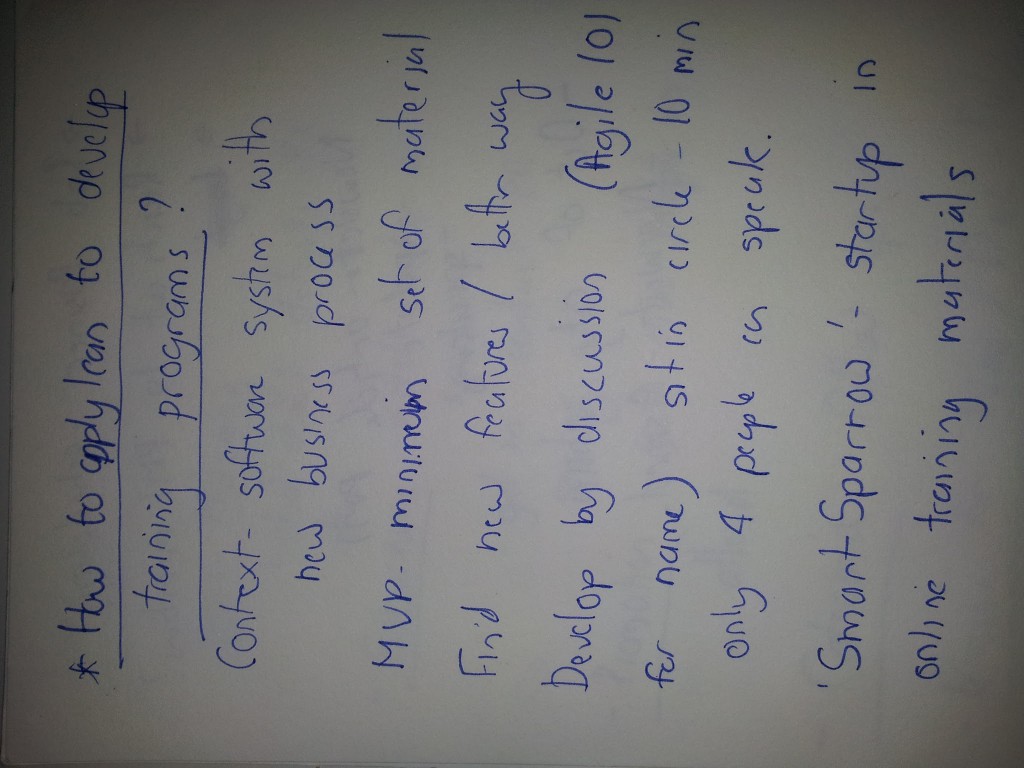 * How to apply lean to develop
training programs?
Context - software system with
new business process
MVP - minimum set of material
Find new features / better way
Develop by discussion (Agile 101
for name) sit in circle - 10 min
only 4 people can speak.
'Smart Sparrow' - startup in
online training materials